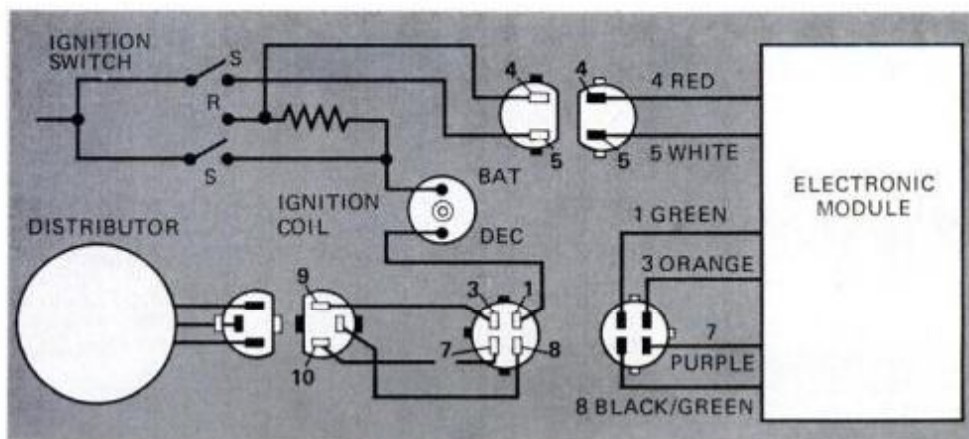 IGNITION
SWITCH
S
R
S
4
4
4 RED
5
5
5 WHITE
BAT
ELECTRONIC
MODULE
IGNITION
COIL
DEC
1 GREEN
DISTRIBUTOR
3 ORANGE
9
3
1
7
8
7
PURPLE
10
8 BLACK/GREEN